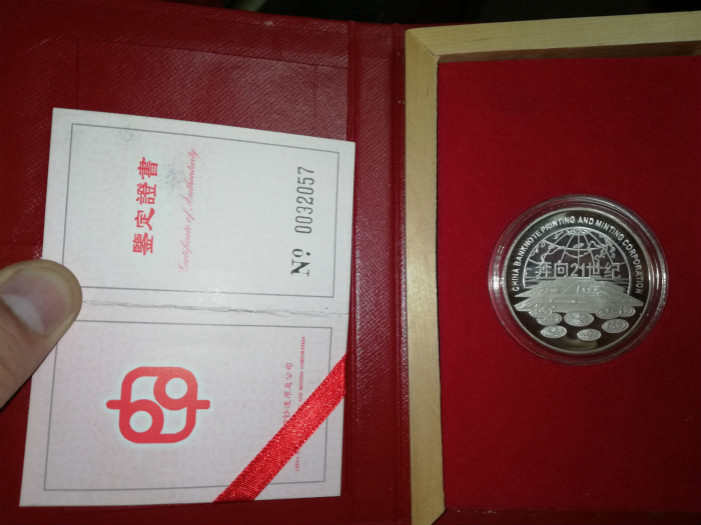 鑒定證書
Certificate of Authenticity
Nº 0032057
CHINA BANKNOTE PRINTING AND MINTING CORPORATION
奔向21世纪